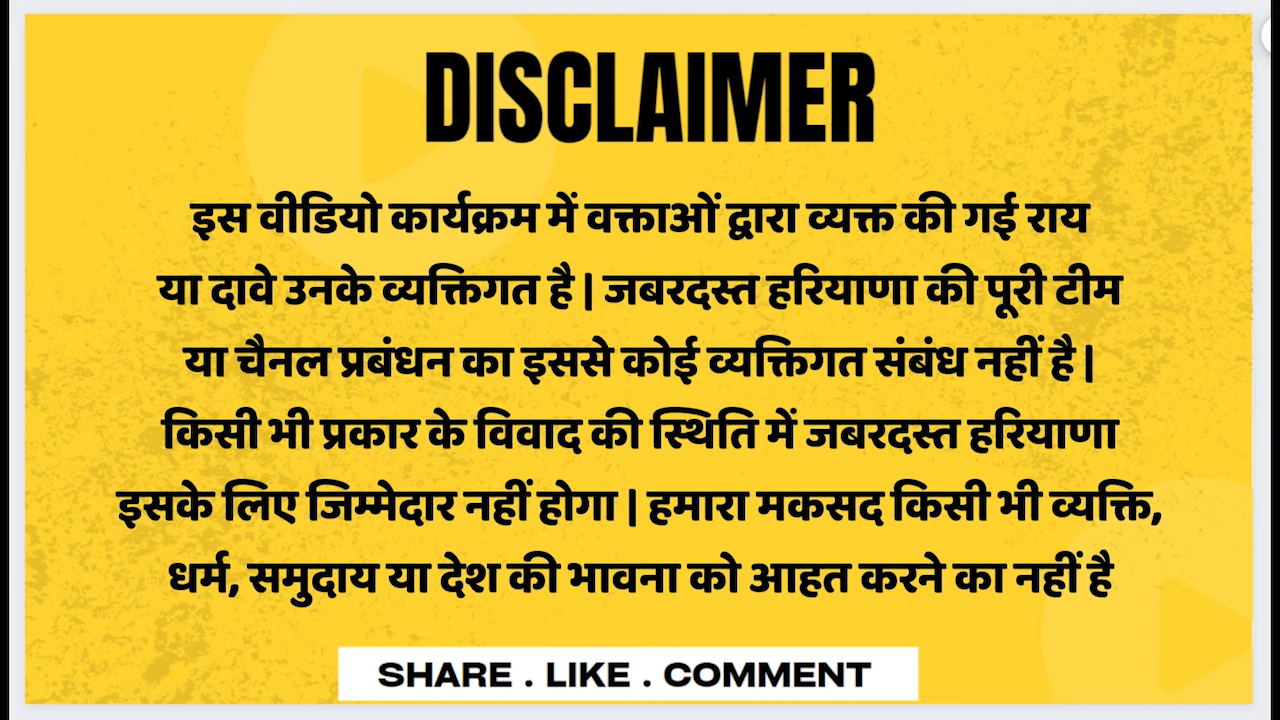 DISCLAIMER
इस वीडियो कार्यक्रम में वक्ताओं द्वारा व्यक्त की गई राय
या दावे उनके व्यक्तिगत है | जबरदस्त हरियाणा की पूरी टीम
या चैनल प्रबंधन का इससे कोई व्यक्तिगत संबंध नहीं है |
किसी भी प्रकार के विवाद की स्थिति में जबरदस्त हरियाणा
इसके लिए जिम्मेदार नहीं होगा | हमारा मकसद किसी भी व्यक्ति,
धर्म, समुदाय या देश की भावना को आहत करने का नहीं है
SHARE . LIKE . COMMENT